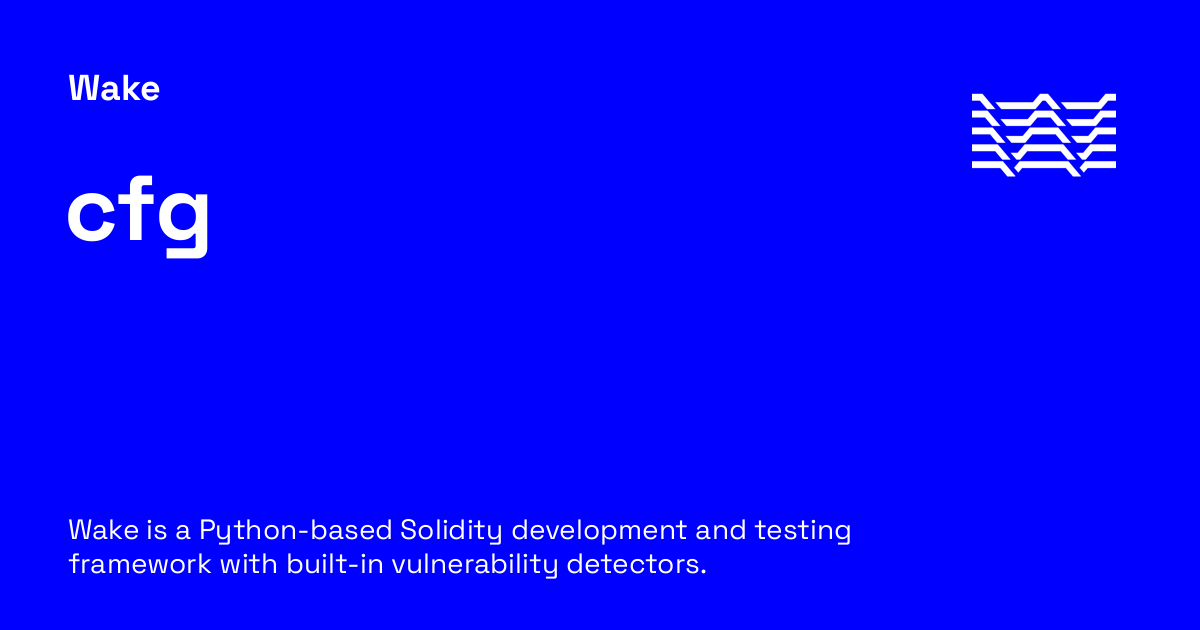 Wake
cfg
Wake is a Python-based Solidity development and testing
framework with built-in vulnerability detectors.